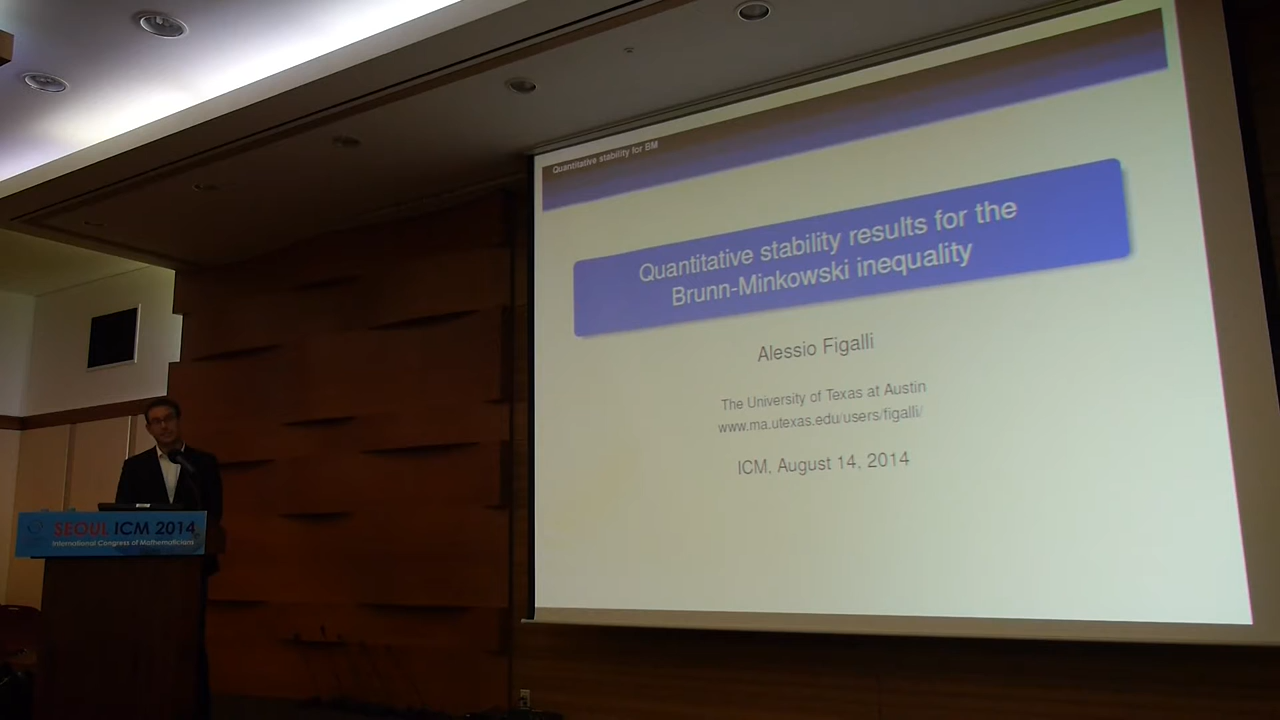 Quantitative stability for BM
Quantitative stability results for the
Brunn-Minkowski inequality
Alessio Figalli
The University of Texas at Austin
www.ma.utexas.edu/users/figalli/
ICM, August 14, 2014
SEOUL ICM 2014
International Congress of Mathematicians